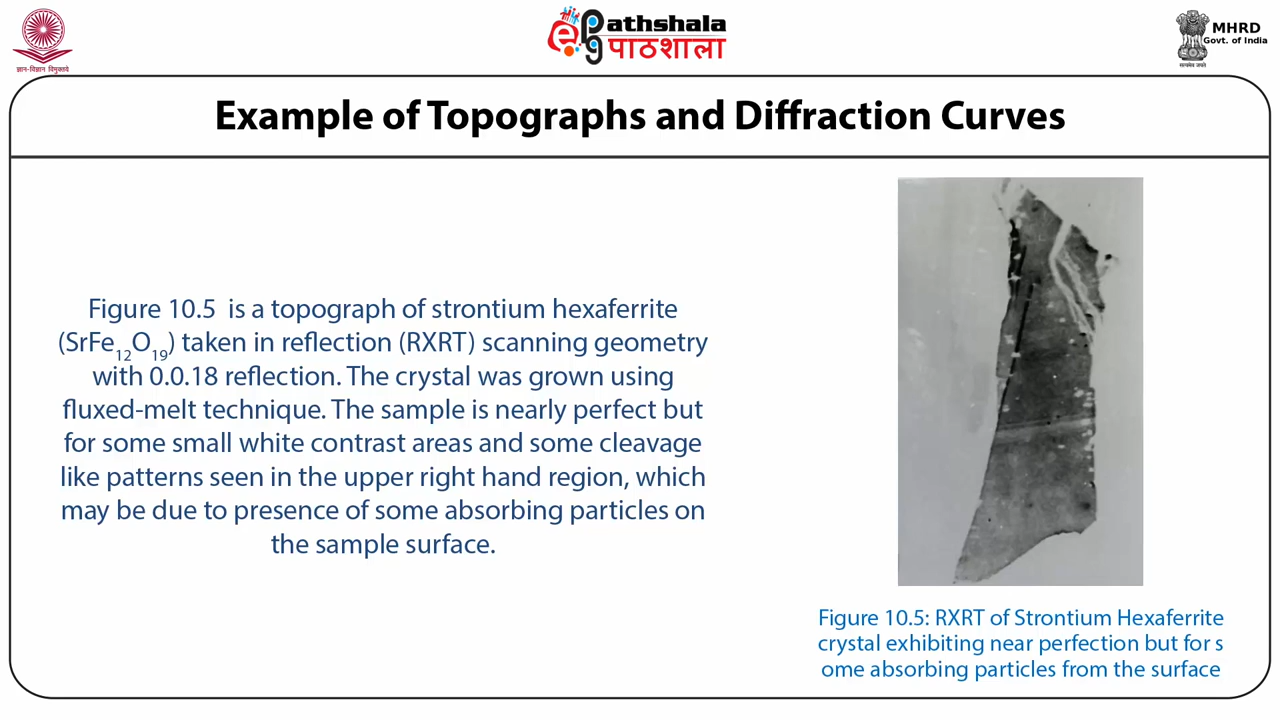 ज्ञान-विज्ञान विमुक्तये
epg Pathshala
पाठशाला
MHRD
Govt. of India
सत्यमेव जयते
Example of Topographs and Diffraction Curves
Figure 10.5 is a topograph of strontium hexaferrite
(SrFe12O19) taken in reflection (RXRT) scanning geometry
with 0.0.18 reflection. The crystal was grown using
fluxed-melt technique. The sample is nearly perfect but
for some small white contrast areas and some cleavage
like patterns seen in the upper right hand region, which
may be due to presence of some absorbing particles on
the sample surface.
Figure 10.5: RXRT of Strontium Hexaferrite
crystal exhibiting near perfection but for s
ome absorbing particles from the surface